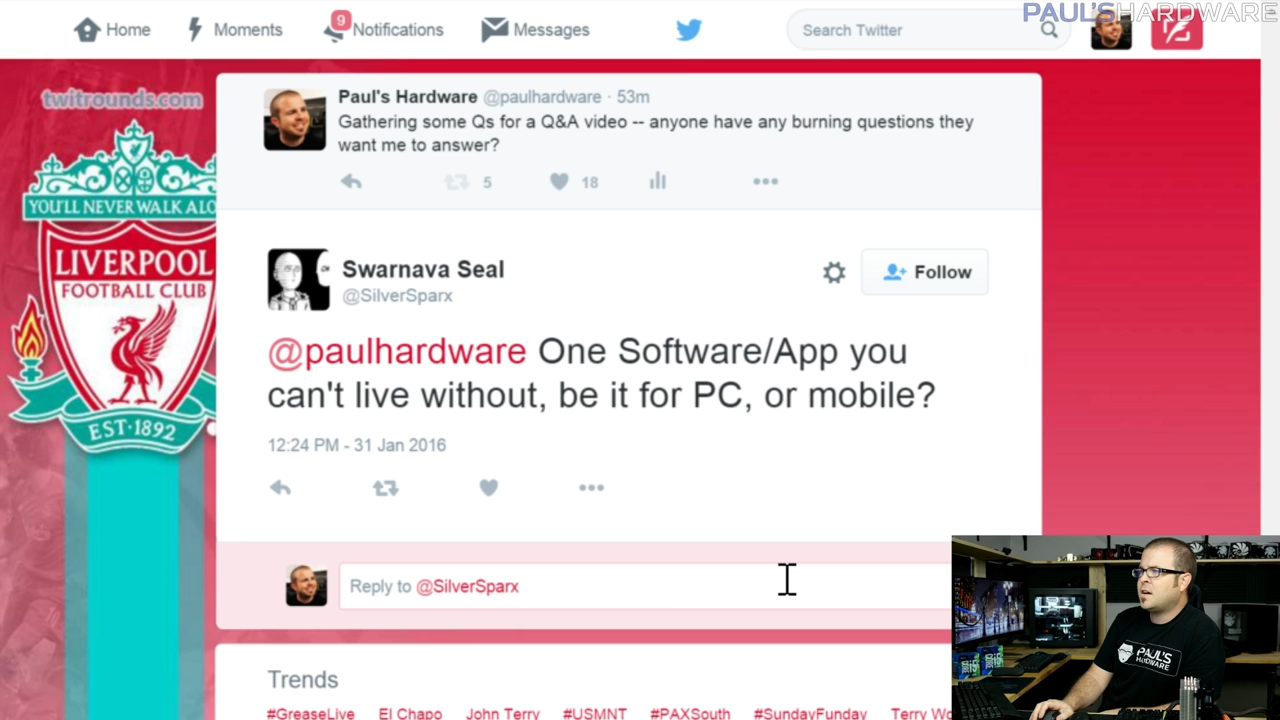 PAUL'SHARDWARE
Home
Moments
9
Notifications
Messages
Search Twitter
twitrounds.com
Paul's Hardware @paulhardware · 53m
Gathering some Qs for a Q&A video -- anyone have any burning questions they
want me to answer?
5
18
YOU'LL NEVER WALK ALO
LIVERPOOL
FOOTBALL CLUB
EST·1892
Swarnava Seal
@SilverSparx
Follow
@paulhardware One Software/App you
can't live without, be it for PC, or mobile?
12:24 PM - 31 Jan 2016
Reply to @SilverSparx
PAUL'S
HARDWARE
Trends
#GreaseLive El Chapo John Terry #USMNT #PAXSouth #SundayFunday Terry Wo